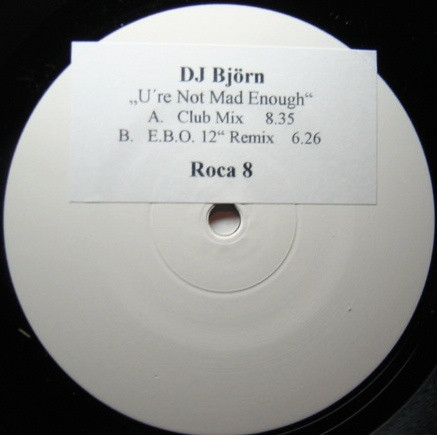 DJ Björn
„U´re Not Mad Enough“
A. Club Mix 8.35
B. E.B.O. 12“ Remix 6.26
Roca 8